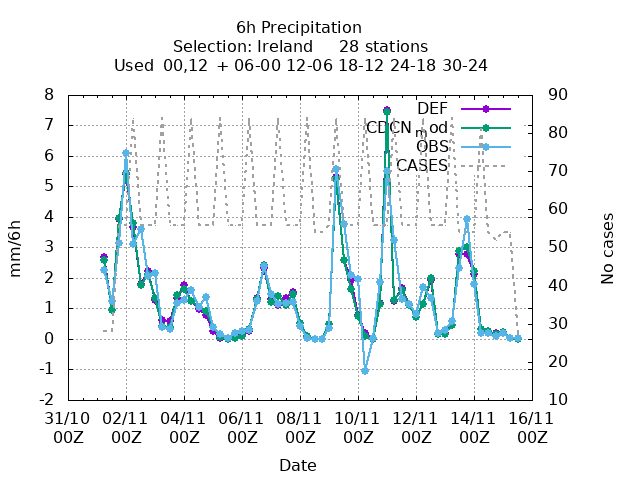 6h Precipitation
Selection: Ireland 28 stations
Used 00,12 + 06-00 12-06 18-12 24-18 30-24
8
7
6
5
4
3
2
1
0
-1
-2
mm/6h
90
80
70
60
50
40
30
20
10
No cases
DEF
CDCN_mod
OBS
CASES
31/10 02/11 04/11 06/11 08/11 10/11 12/11 14/11 16/11
00Z 00Z 00Z 00Z 00Z 00Z 00Z 00Z 00Z
Date